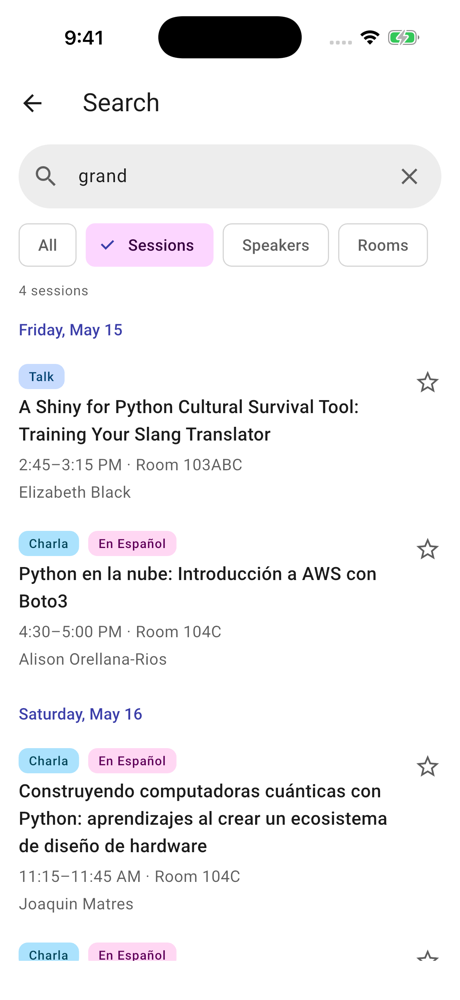 9:41
Search
grand
All
Sessions
Speakers
Rooms
4 sessions
Friday, May 15
Talk
A Shiny for Python Cultural Survival Tool:
Training Your Slang Translator
2:45–3:15 PM · Room 103ABC
Elizabeth Black
Charla En Español
Python en la nube: Introducción a AWS con
Boto3
4:30–5:00 PM · Room 104C
Alison Orellana-Rios
Saturday, May 16
Charla En Español
Construyendo computadoras cuánticas con
Python: aprendizajes al crear un ecosistema
de diseño de hardware
11:15–11:45 AM · Room 104C
Joaquin Matres
Charla En Español